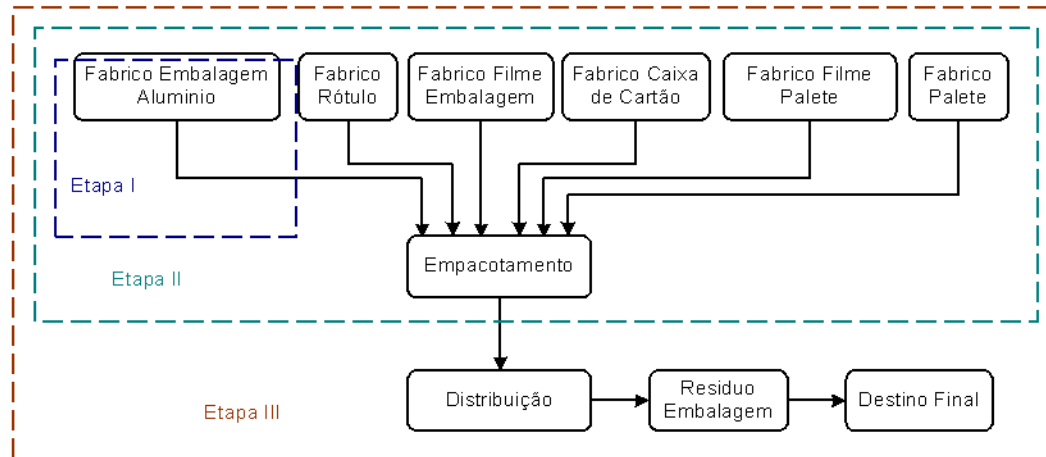 Fabrico Embalagem
Aluminio
Fabrico
Rótulo
Fabrico Filme
Embalagem
Fabrico Caixa
de Cartão
Fabrico Filme
Palete
Fabrico
Palete
Etapa I
Empacotamento
Etapa II
Distribuição
Residuo
Embalagem
Destino Final
Etapa III